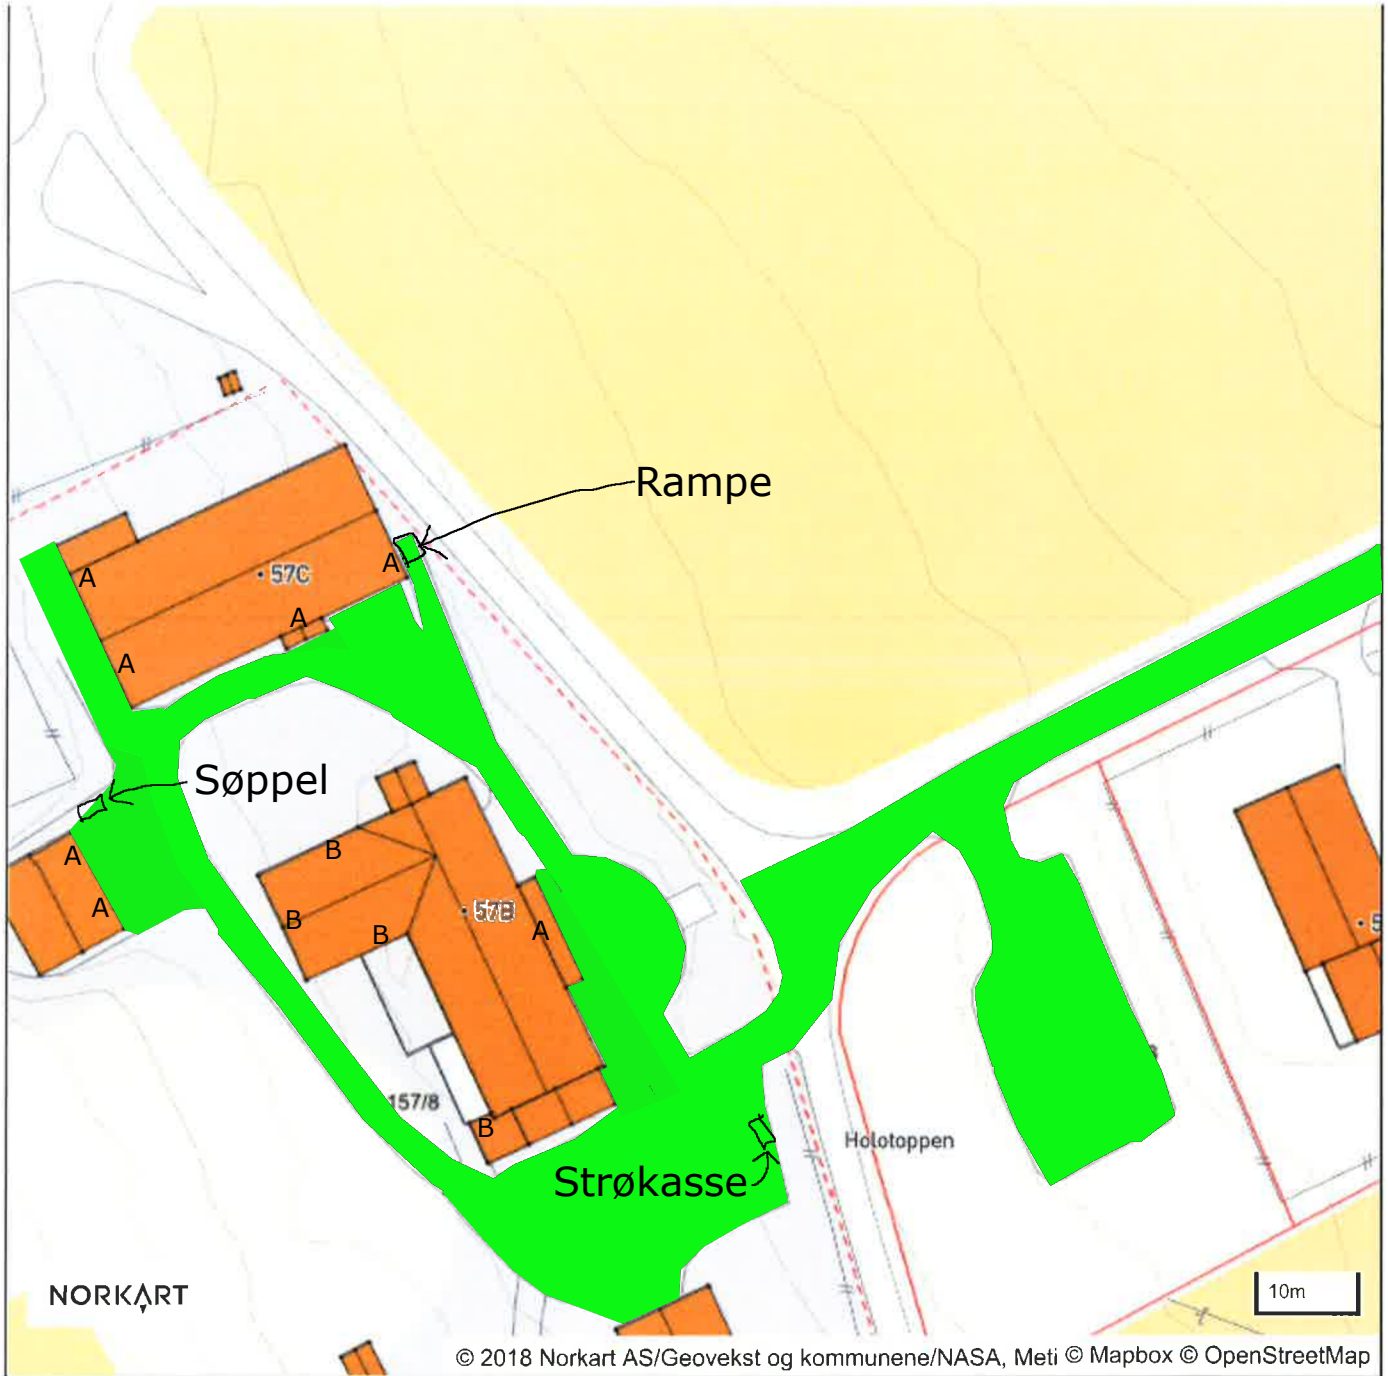 Rampe
A
57C
A
A
A
Søppel
A
B
A
B
B
57B
A
157/8
B
Holotoppen
Strøkasse
NORKART
10m
© 2018 Norkart AS/Geovekst og kommunene/NASA, Meti © Mapbox © OpenStreetMap